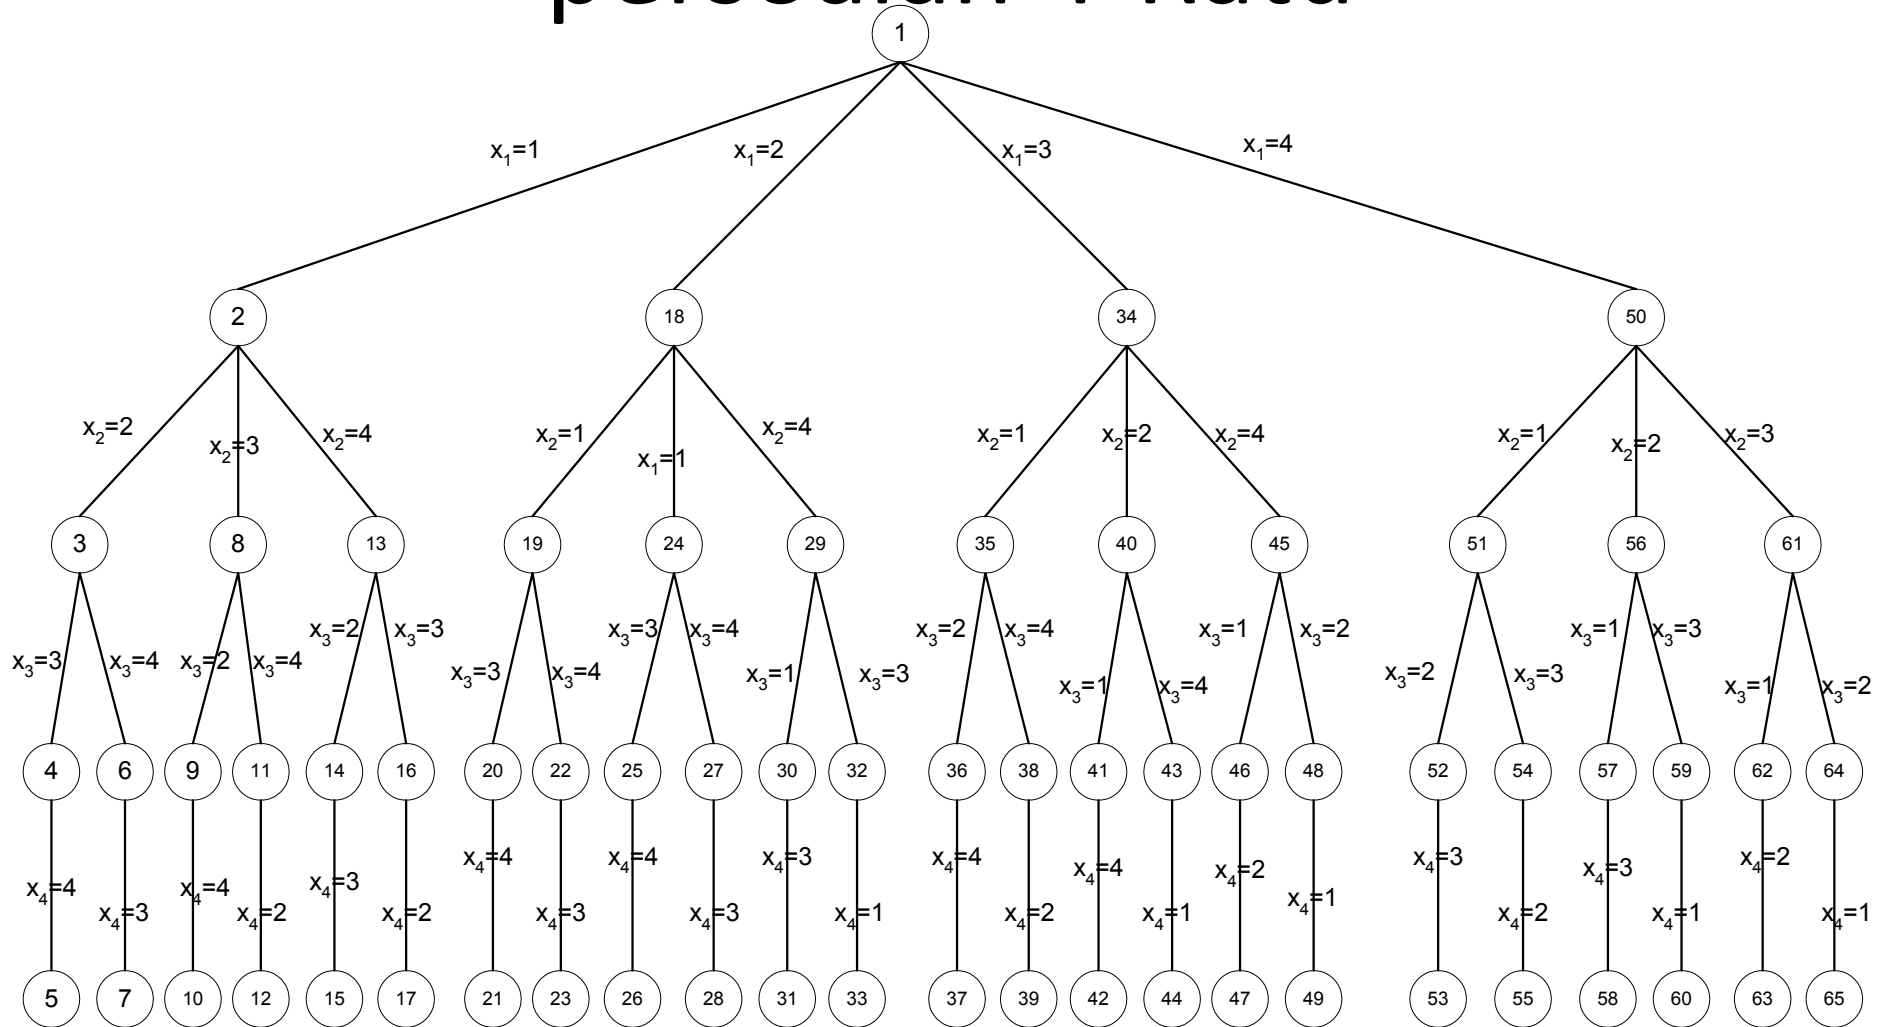 persoalan 4-Ratu
1
x1=1 x1=2 x1=3 x1=4
2 18 34 50
x2=2 x2=3 x2=4 x2=1 x1=1 x2=4 x2=1 x2=2 x2=4 x2=1 x2=2 x2=3
3 8 13 19 24 29 35 40 45 51 56 61
x3=3 x3=4 x3=2 x3=4 x3=2 x3=3 x3=3 x3=4 x3=3 x3=4 x3=1 x3=3 x3=2 x3=4 x3=1 x3=4 x3=1 x3=2 x3=2 x3=3 x3=1 x3=3 x3=1 x3=2
4 6 9 11 14 16 20 22 25 27 30 32 36 38 41 43 46 48 52 54 57 59 62 64
x4=4 x4=3 x4=4 x4=2 x4=3 x4=2 x4=4 x4=3 x4=4 x4=3 x4=3 x4=1 x4=4 x4=2 x4=4 x4=1 x4=2 x4=1 x4=3 x4=2 x4=3 x4=1 x4=2 x4=1
5 7 10 12 15 17 21 23 26 28 31 33 37 39 42 44 47 49 53 55 58 60 63 65